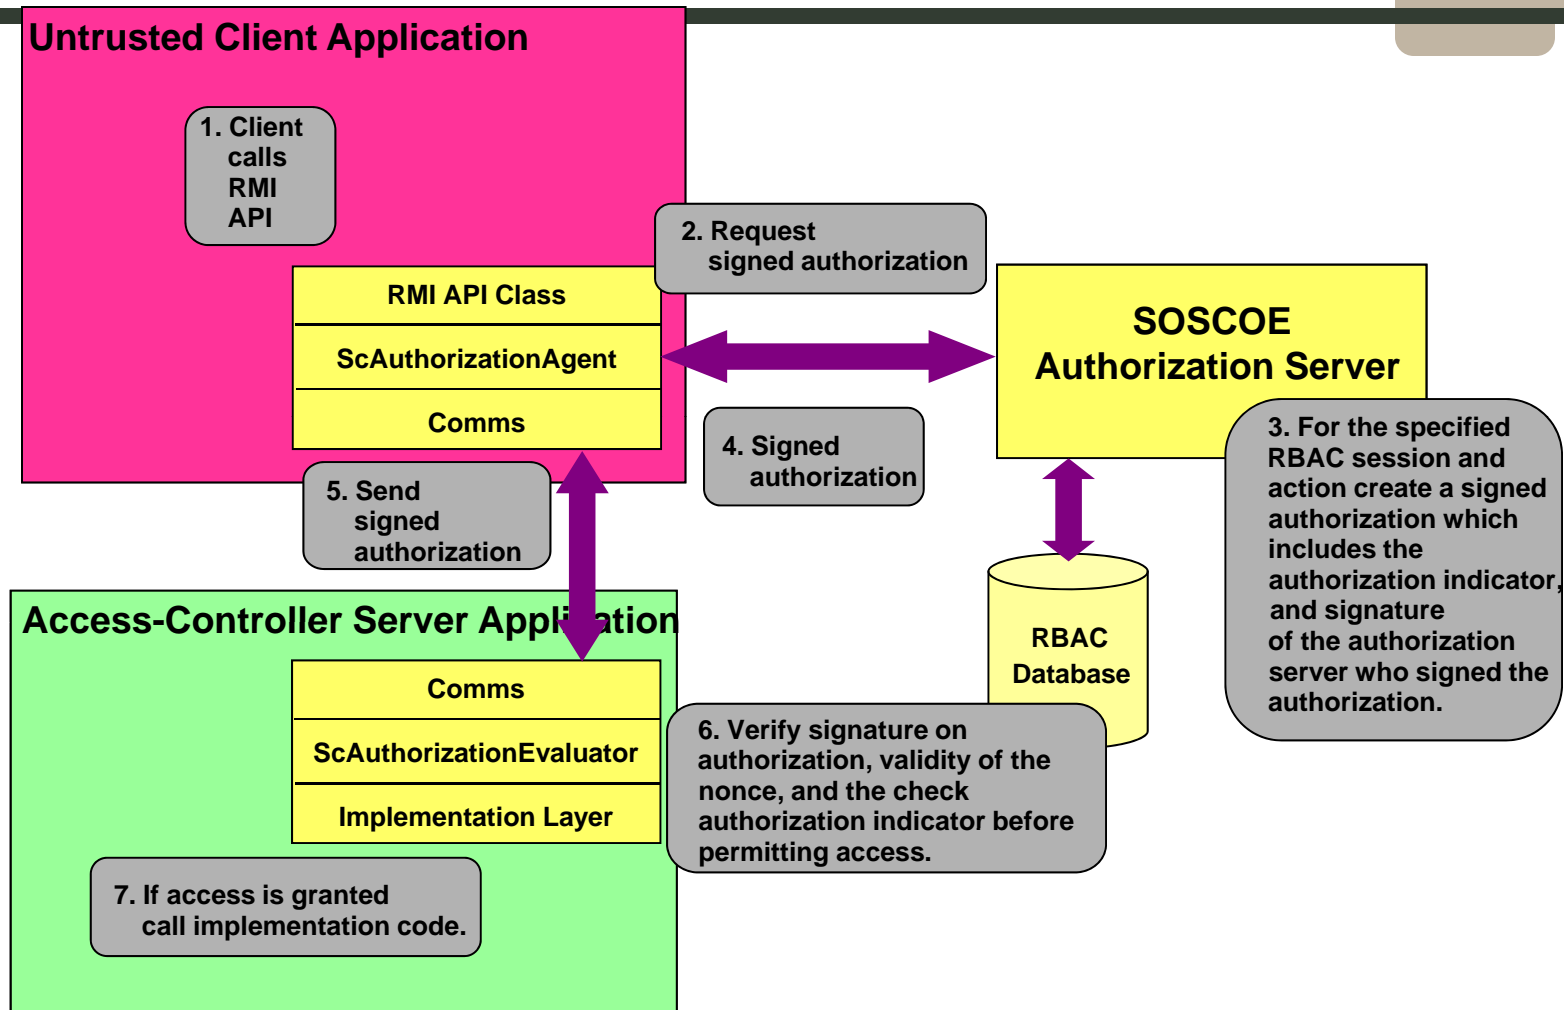 Untrusted Client Application
1. Client
calls
RMI
API
2. Request
signed authorization
RMI API Class
ScAuthorizationAgent
Comms
SOSCOE
Authorization Server
3. For the specified
RBAC session and
action create a signed
authorization which
includes the
authorization indicator,
and signature
of the authorization
server who signed the
authorization.
4. Signed
authorization
5. Send
signed
authorization
RBAC
Database
Access-Controller Server Application
Comms
ScAuthorizationEvaluator
Implementation Layer
6. Verify signature on
authorization, validity of the
nonce, and the check
authorization indicator before
permitting access.
7. If access is granted
call implementation code.